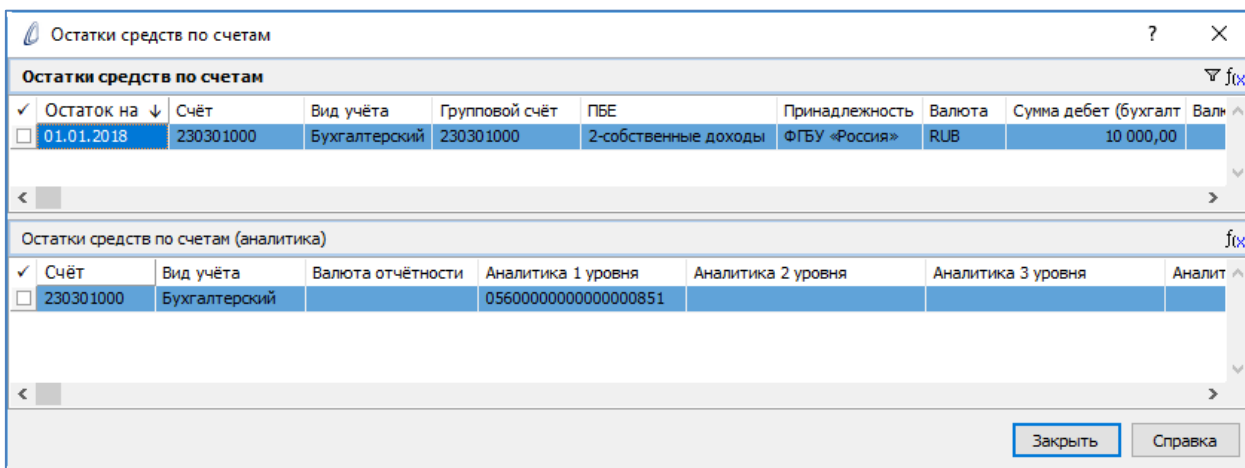 Остатки средств по счетам ?
Остатки средств по счетам f(x
Остаток на Счёт Вид учёта Групповой счёт ПБЕ Принадлежность Валюта Сумма дебет (бухгалт Валю
01.01.2018 230301000 Бухгалтерский 230301000 2-собственные доходы ФГБУ «Россия» RUB 10 000,00
Остатки средств по счетам (аналитика) f(x
Счёт Вид учёта Валюта отчётности Аналитика 1 уровня Аналитика 2 уровня Аналитика 3 уровня Аналит
230301000 Бухгалтерский 05600000000000000851
Закрыть Справка